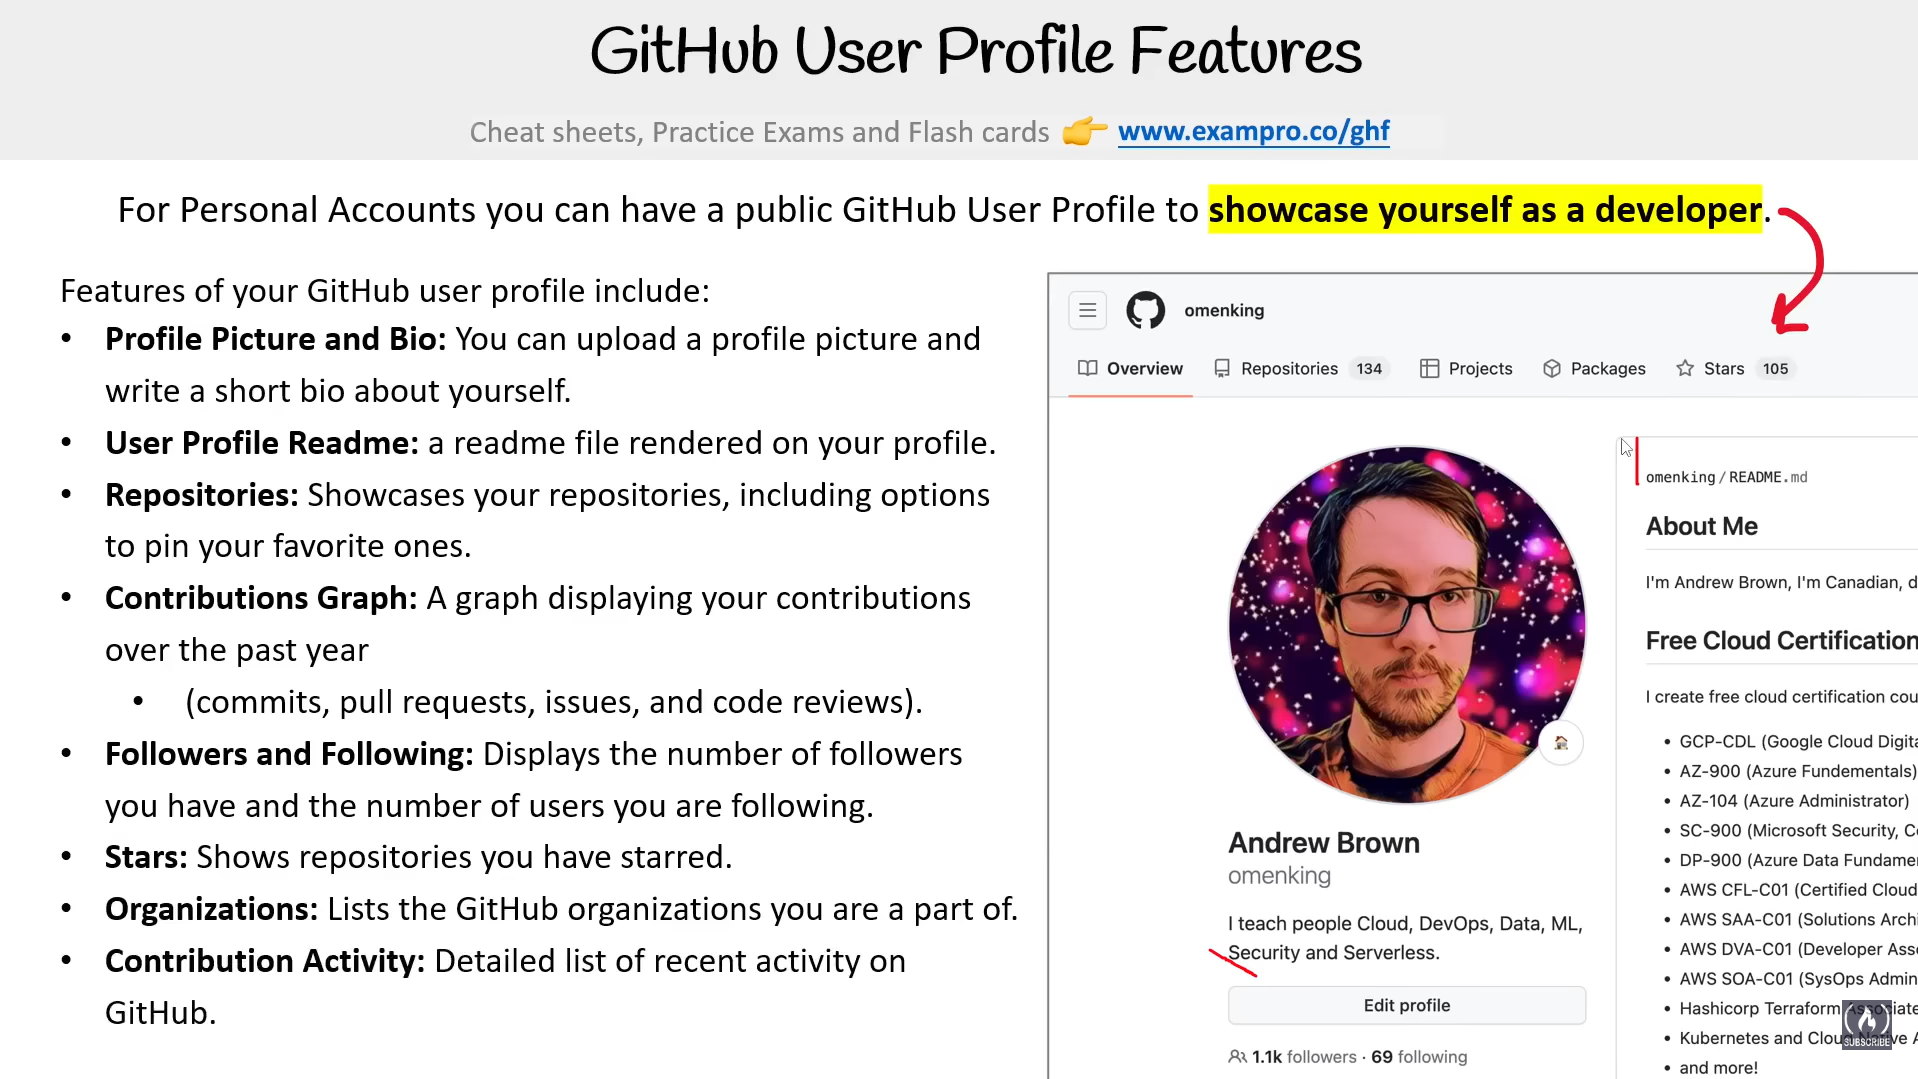 GitHub User Profile Features
Cheat sheets, Practice Exams and Flash cards 👉 www.exampro.co/ghf
For Personal Accounts you can have a public GitHub User Profile to showcase yourself as a developer.
Features of your GitHub user profile include:
• Profile Picture and Bio: You can upload a profile picture and
write a short bio about yourself.
• User Profile Readme: a readme file rendered on your profile.
• Repositories: Showcases your repositories, including options
to pin your favorite ones.
• Contributions Graph: A graph displaying your contributions
over the past year
• (commits, pull requests, issues, and code reviews).
• Followers and Following: Displays the number of followers
you have and the number of users you are following.
• Stars: Shows repositories you have starred.
• Organizations: Lists the GitHub organizations you are a part of.
• Contribution Activity: Detailed list of recent activity on
GitHub.
omenking
Overview Repositories 134 Projects Packages Stars 105
Andrew Brown
omenking
I teach people Cloud, DevOps, Data, ML,
Security and Serverless.
Edit profile
1.1k followers · 69 following
omenking/README.md
About Me
I'm Andrew Brown, I'm Canadian,
Free Cloud Certification
I create free cloud certification
• GCP-CDL (Google Cloud
• AZ-900 (Azure Fundementals)
• AZ-104 (Azure Administrator)
• SC-900 (Microsoft Security,
• DP-900 (Azure Data
• AWS CFL-C01 (Certified Cloud
• AWS SAA-C01 (Solutions
• AWS DVA-C01 (Developer
• AWS SOA-C01 (SysOps
• Hashicorp Terraform Associate
• Kubernetes and Cloud Native
• and more!
SUBSCRIBE